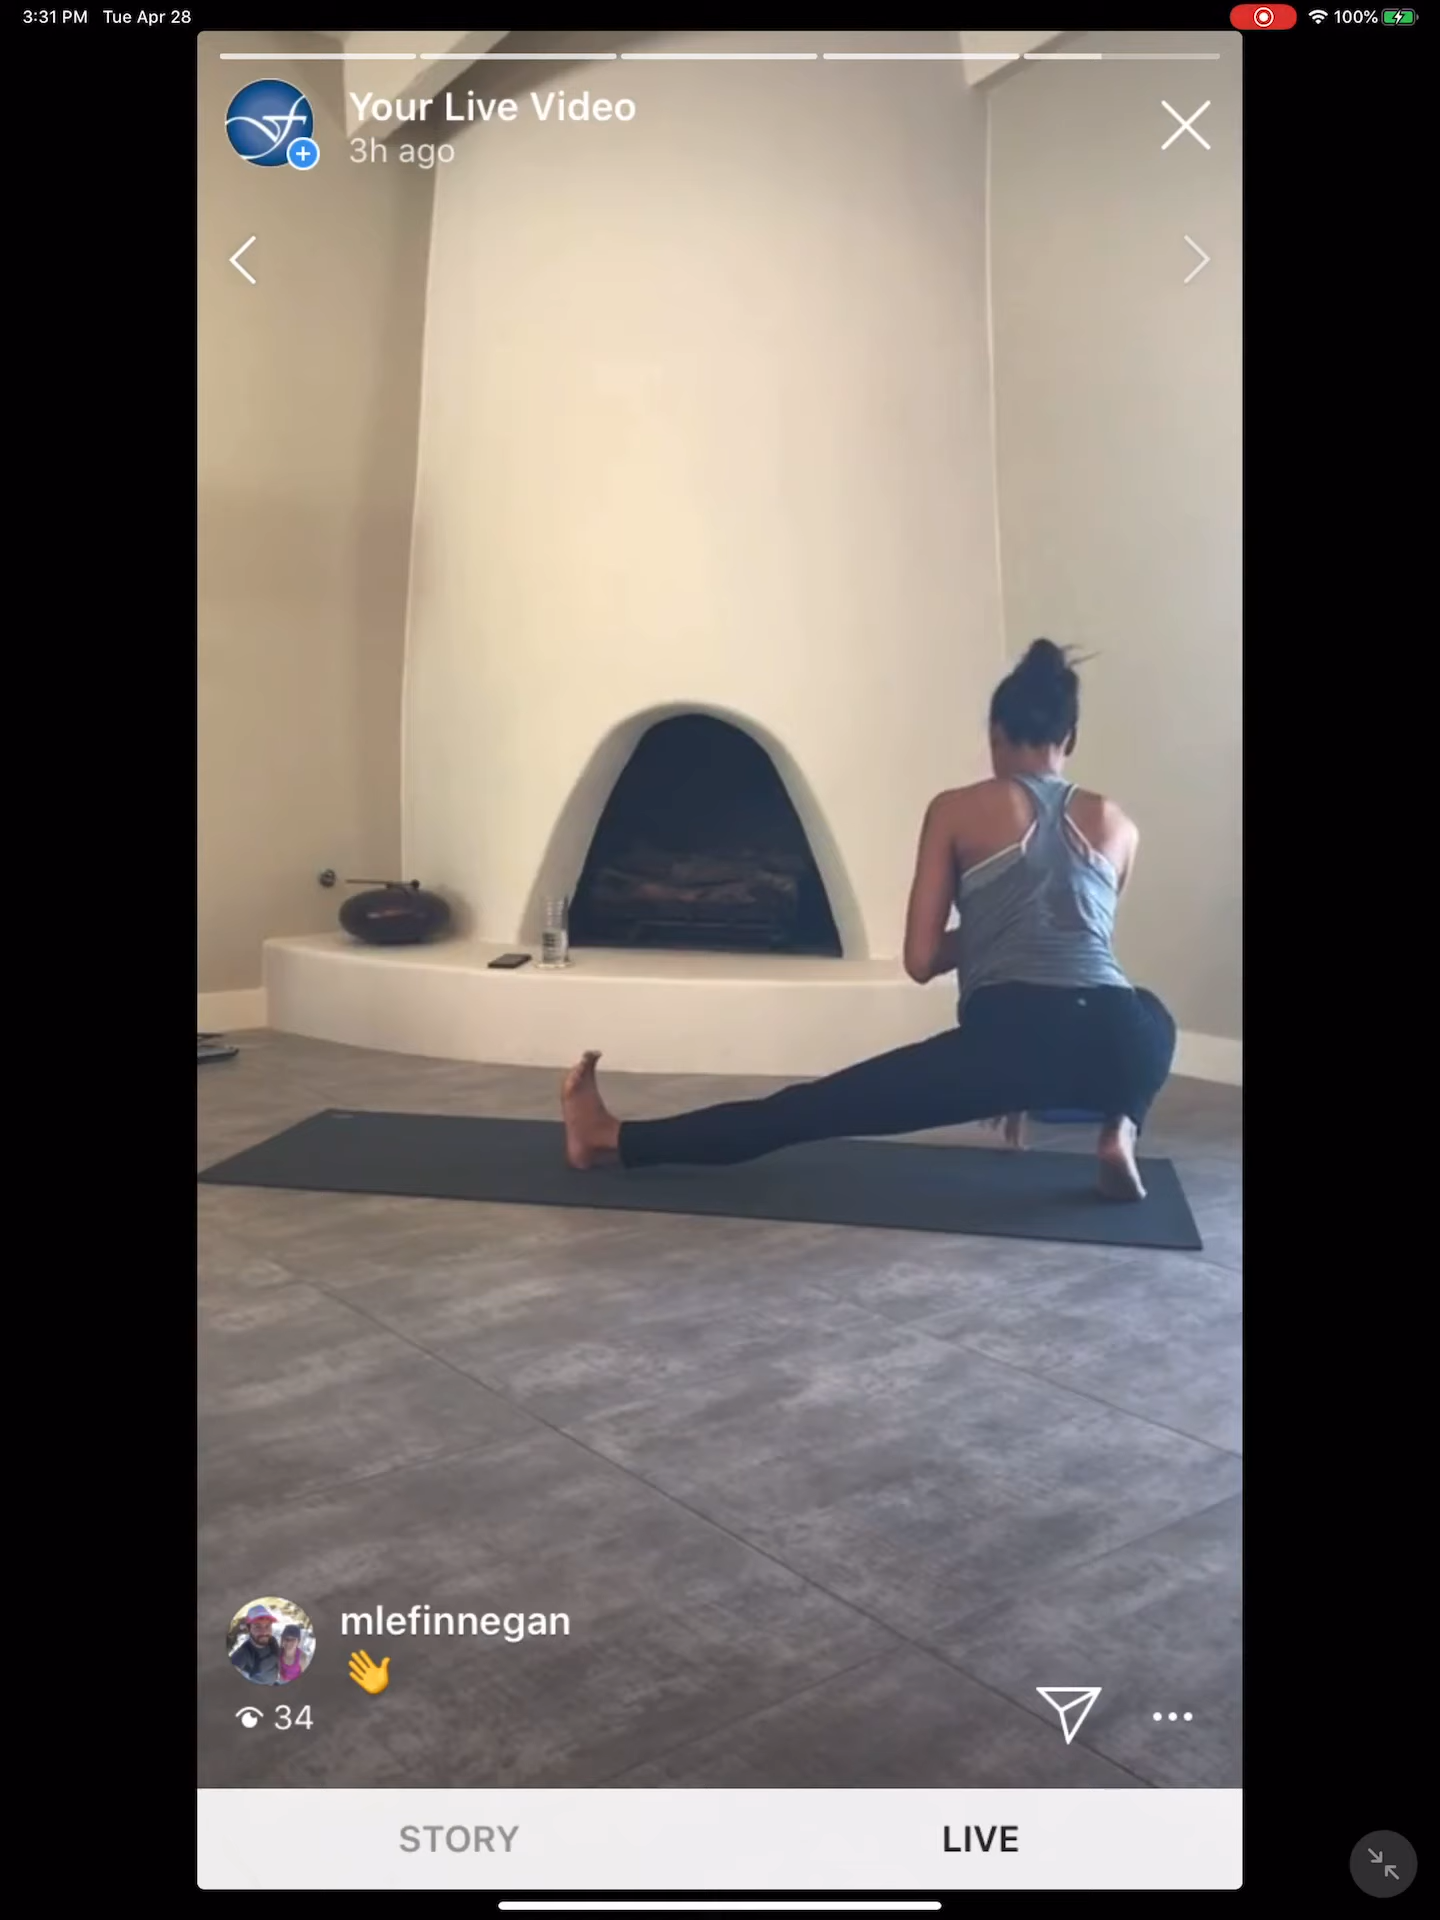 3:31 PM Tue Apr 28
100%
Your Live Video
3h ago
mlefinnegan
👋
34
STORY
LIVE